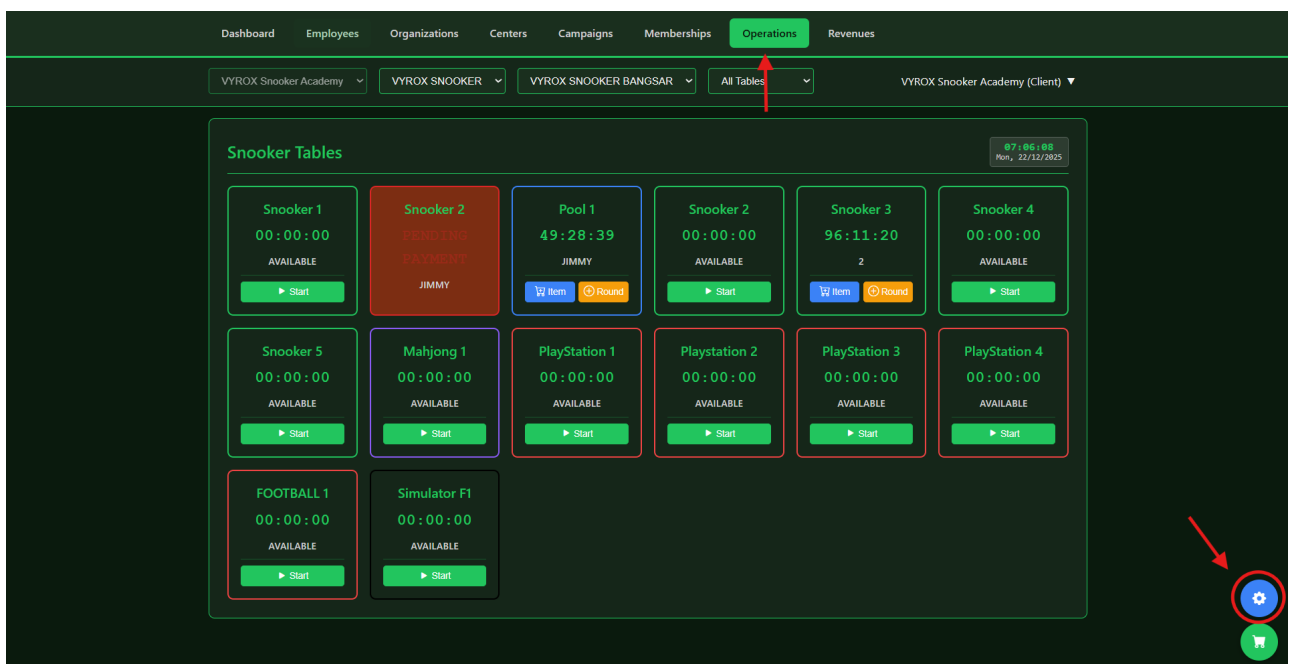 Dashboard Employees Organizations Centers Campaigns Memberships Operations Revenues
VYROX Snooker Academy VYROX SNOOKER VYROX SNOOKER BANGSAR All Tables VYROX Snooker Academy (Client) ▼
Snooker Tables
07:06:08
Mon, 22/12/2025
Snooker 1
00:00:00
AVAILABLE
Start
Snooker 2
PENDING
PAYMENT
JIMMY
Pool 1
49:28:39
JIMMY
Item Round
Snooker 2
00:00:00
AVAILABLE
Start
Snooker 3
96:11:20
2
Item Round
Snooker 4
00:00:00
AVAILABLE
Start
Snooker 5
00:00:00
AVAILABLE
Start
Mahjong 1
00:00:00
AVAILABLE
Start
PlayStation 1
00:00:00
AVAILABLE
Start
Playstation 2
00:00:00
AVAILABLE
Start
PlayStation 3
00:00:00
AVAILABLE
Start
PlayStation 4
00:00:00
AVAILABLE
Start
FOOTBALL 1
00:00:00
AVAILABLE
Start
Simulator F1
00:00:00
AVAILABLE
Start